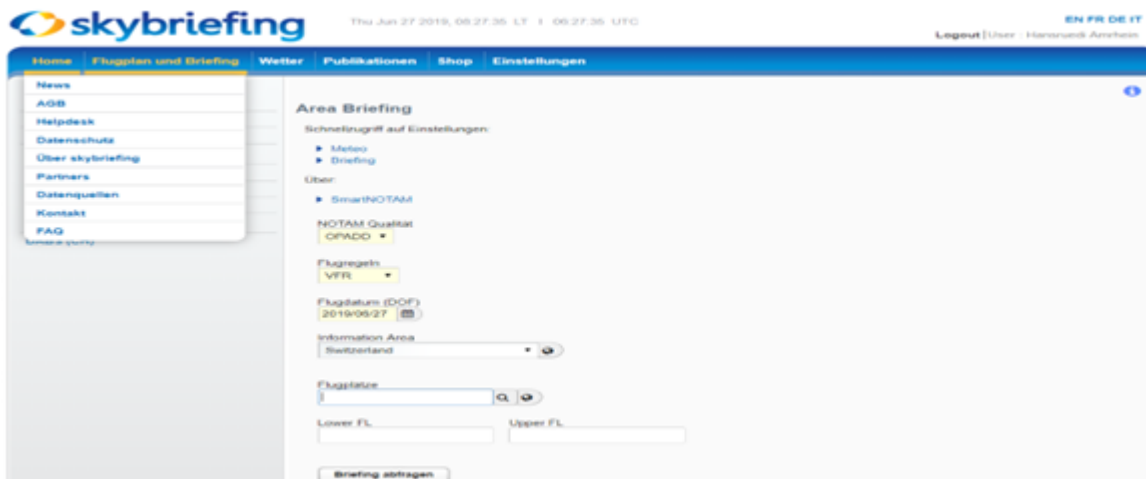 skybriefing
Thu Jun 27 2019, 08:27:35 LT I 06:27:35 UTC
EN FR DE IT
Logout | User : Hansruedi Amrhein
Home Flugplan und Briefing Wetter Publikationen Shop Einstellungen
News
AGB
Helpdesk
Datenschutz
Über skybriefing
Partners
Datenquellen
Kontakt
FAQ
Area Briefing
Schnellzugriff auf Einstellungen:
Meteo
Briefing
Über:
SmartNOTAM
NOTAM Qualität
OPADD
Flugregeln
VFR
Flugdatum (DOF)
2019/06/27
Information Area
Switzerland
Flugplätze
Lower FL Upper FL
Briefing abfragen